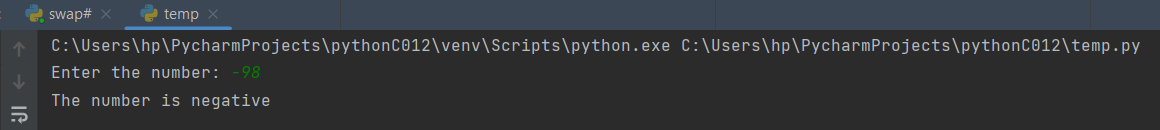 swap# temp
C:\Users\hp\PycharmProjects\pythonC012\venv\Scripts\python.exe C:\Users\hp\PycharmProjects\pythonC012\temp.py
Enter the number: -98
The number is negative